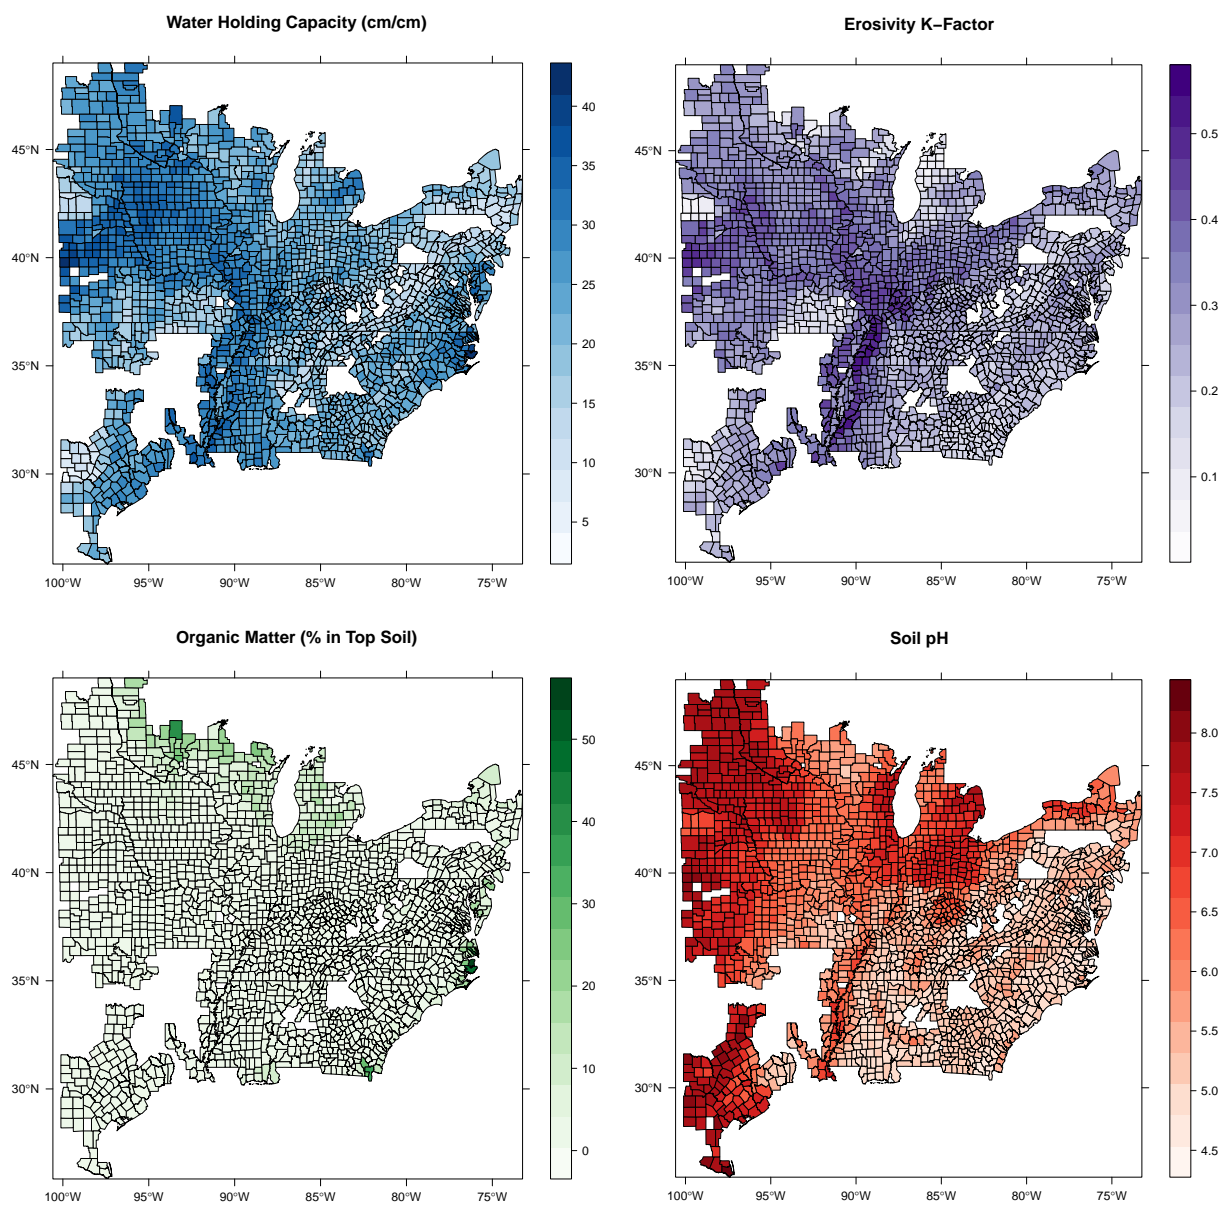 Water Holding Capacity (cm/cm)
45°N
40°N
35°N
30°N
100°W 95°W 90°W 85°W 80°W 75°W
40
35
30
25
20
15
10
5
Erosivity K−Factor
45°N
40°N
35°N
30°N
100°W 95°W 90°W 85°W 80°W 75°W
0.5
0.4
0.3
0.2
0.1
Organic Matter (% in Top Soil)
45°N
40°N
35°N
30°N
100°W 95°W 90°W 85°W 80°W 75°W
50
40
30
20
10
0
Soil pH
45°N
40°N
35°N
30°N
100°W 95°W 90°W 85°W 80°W 75°W
8.0
7.5
7.0
6.5
6.0
5.5
5.0
4.5